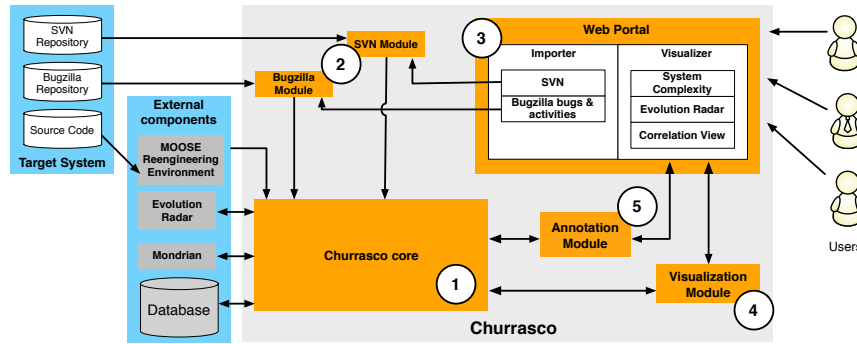 SVN
Repository
Bugzilla
Repository
Source Code
Target System
External
components
MOOSE
Reengineering
Environment
Evolution
Radar
Mondrian
Database
SVN Module
2
Bugzilla
Module
3
Web Portal
Importer
SVN
Bugzilla bugs &
activities
Visualizer
System
Complexity
Evolution Radar
Correlation View
Churrasco core
1
5
Annotation
Module
Visualization
Module
4
Churrasco
Users